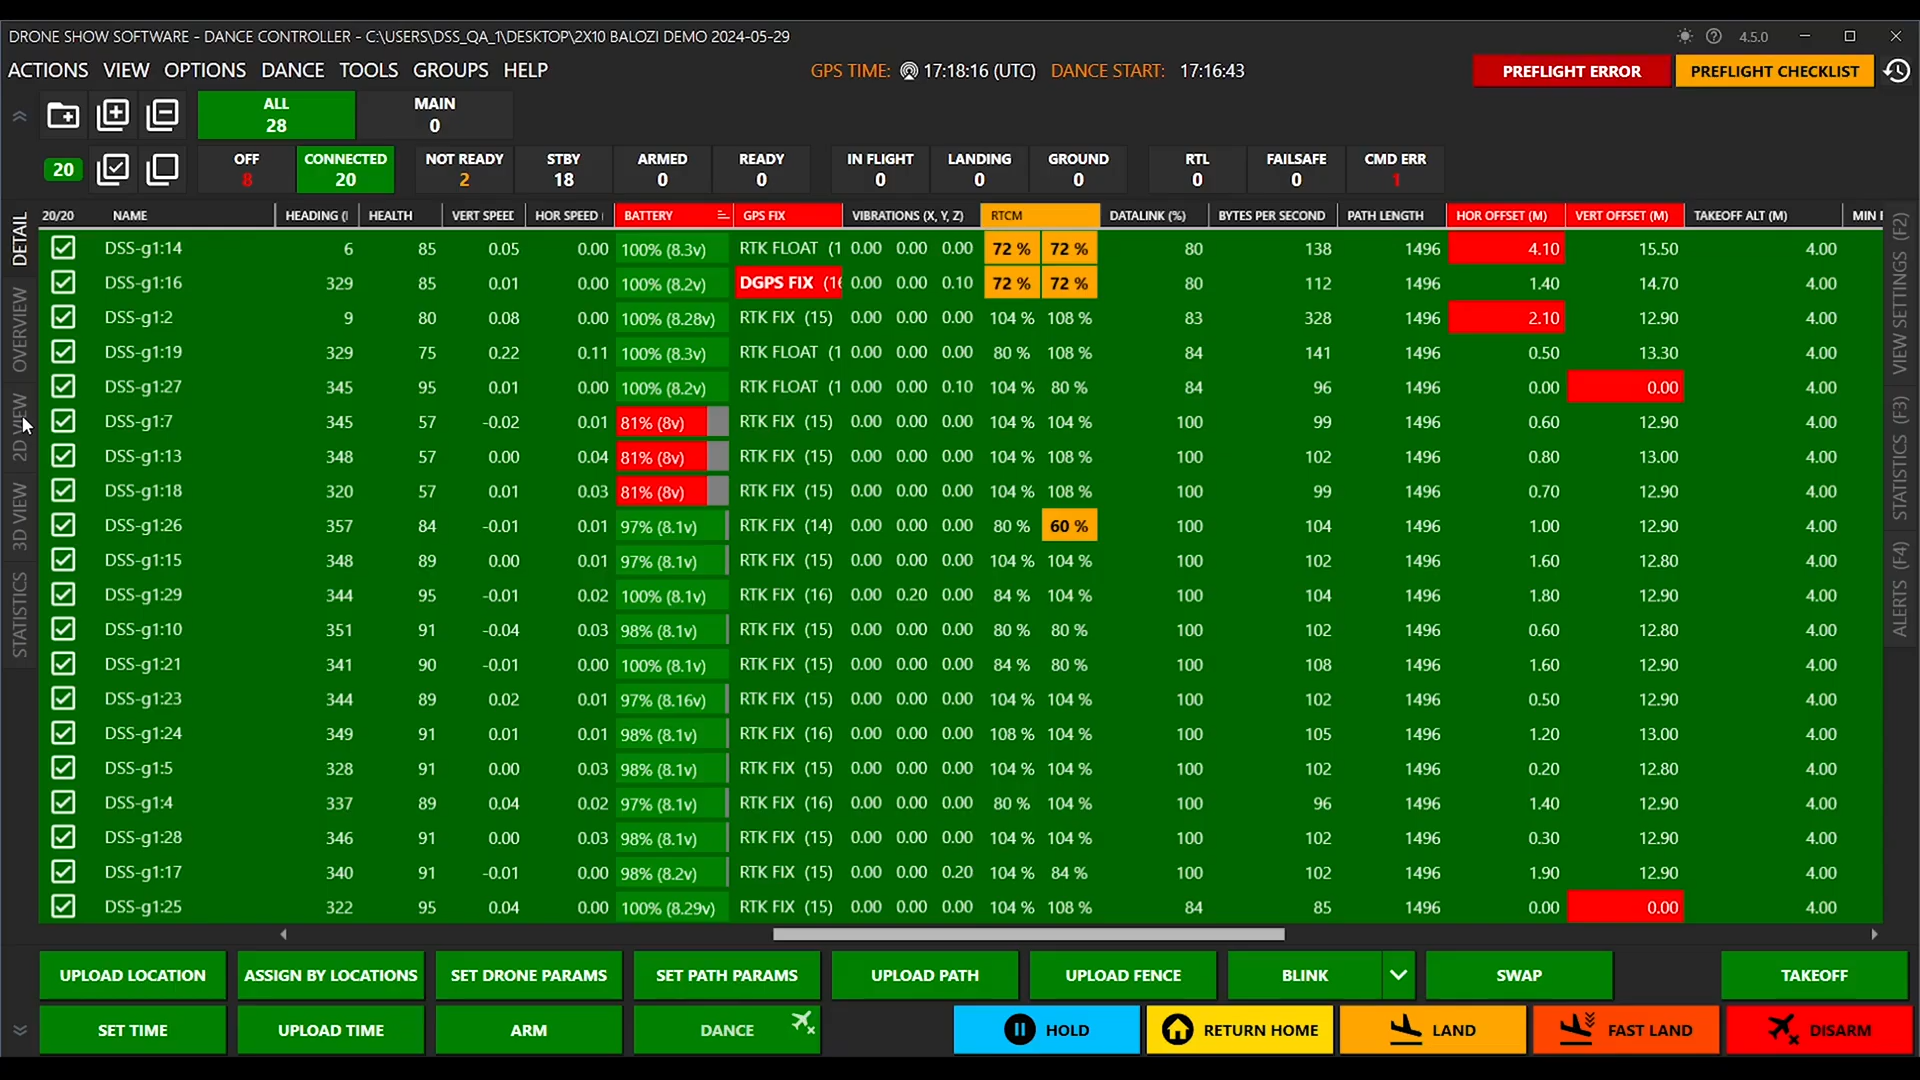 DRONE SHOW SOFTWARE - DANCE CONTROLLER - C:\USERS\DSS_QA_1\DESKTOP\2X10 BALOZI DEMO 2024-05-29 4.5.0
ACTIONS VIEW OPTIONS DANCE TOOLS GROUPS HELP GPS TIME: 17:18:16 (UTC) DANCE START: 17:16:43 PREFLIGHT ERROR PREFLIGHT CHECKLIST
ALL MAIN
28 0
OFF CONNECTED NOT READY STBY ARMED READY IN FLIGHT LANDING GROUND RTL FAILSAFE CMD ERR
20 8 20 2 18 0 0 0 0 0 0 0 1
20/20 NAME HEADING ( HEALTH VERT SPEED HOR SPEED BATTERY GPS FIX VIBRATIONS (X, Y, Z) RTCM DATALINK (%) BYTES PER SECOND PATH LENGTH HOR OFFSET (M) VERT OFFSET (M) TAKEOFF ALT (M) MIN
DSS-g1:14 6 85 0.05 0.00 100% (8.3v) RTK FLOAT (1 0.00 0.00 0.00 72 % 72 % 80 138 1496 4.10 15.50 4.00
DSS-g1:16 329 85 0.01 0.00 100% (8.2v) DGPS FIX (16 0.00 0.00 0.10 72 % 72 % 80 112 1496 1.40 14.70 4.00
DSS-g1:2 9 80 0.08 0.00 100% (8.28v) RTK FIX (15) 0.00 0.00 0.00 104 % 108 % 83 328 1496 2.10 12.90 4.00
DSS-g1:19 329 75 0.22 0.11 100% (8.3v) RTK FLOAT (1 0.00 0.00 0.00 80 % 108 % 84 141 1496 0.50 13.30 4.00
DSS-g1:27 345 95 0.01 0.00 100% (8.2v) RTK FLOAT (1 0.00 0.00 0.10 104 % 80 % 84 96 1496 0.00 0.00 4.00
DSS-g1:7 345 57 -0.02 0.01 81% (8v) RTK FIX (15) 0.00 0.00 0.00 104 % 104 % 100 99 1496 0.60 12.90 4.00
DSS-g1:13 348 57 0.00 0.04 81% (8v) RTK FIX (15) 0.00 0.00 0.00 104 % 108 % 100 102 1496 0.80 13.00 4.00
DSS-g1:18 320 57 0.01 0.03 81% (8v) RTK FIX (15) 0.00 0.00 0.00 104 % 108 % 100 99 1496 0.70 12.90 4.00
DSS-g1:26 357 84 -0.01 0.01 97% (8.1v) RTK FIX (14) 0.00 0.00 0.00 80 % 60 % 100 104 1496 1.00 12.90 4.00
DSS-g1:15 348 89 0.00 0.01 97% (8.1v) RTK FIX (15) 0.00 0.00 0.00 104 % 104 % 100 102 1496 1.60 12.80 4.00
DSS-g1:29 344 95 -0.01 0.02 100% (8.1v) RTK FIX (16) 0.00 0.20 0.00 84 % 104 % 100 104 1496 1.80 12.90 4.00
DSS-g1:10 351 91 -0.04 0.03 98% (8.1v) RTK FIX (15) 0.00 0.00 0.00 80 % 80 % 100 102 1496 0.60 12.80 4.00
DSS-g1:21 341 90 -0.01 0.00 100% (8.1v) RTK FIX (15) 0.00 0.00 0.00 84 % 80 % 100 108 1496 1.60 12.90 4.00
DSS-g1:23 344 89 0.02 0.01 97% (8.16v) RTK FIX (15) 0.00 0.00 0.00 104 % 104 % 100 102 1496 0.50 12.90 4.00
DSS-g1:24 349 91 0.01 0.01 98% (8.1v) RTK FIX (16) 0.00 0.00 0.00 108 % 104 % 100 105 1496 1.20 13.00 4.00
DSS-g1:5 328 91 0.00 0.03 98% (8.1v) RTK FIX (15) 0.00 0.00 0.00 104 % 104 % 100 102 1496 0.20 12.80 4.00
DSS-g1:4 337 89 0.04 0.02 97% (8.1v) RTK FIX (16) 0.00 0.00 0.00 80 % 104 % 100 96 1496 1.40 12.90 4.00
DSS-g1:28 346 91 0.00 0.03 98% (8.1v) RTK FIX (15) 0.00 0.00 0.00 104 % 104 % 100 102 1496 0.30 12.90 4.00
DSS-g1:17 340 91 -0.01 0.00 98% (8.2v) RTK FIX (15) 0.00 0.00 0.20 104 % 84 % 100 102 1496 1.90 12.90 4.00
DSS-g1:25 322 95 0.04 0.00 100% (8.29v) RTK FIX (15) 0.00 0.00 0.00 104 % 108 % 84 85 1496 0.00 0.00 4.00
DETAIL
OVERVIEW
2D VIEW
3D VIEW
STATISTICS
VIEW SETTINGS (F2)
STATISTICS (F3)
ALERTS (F4)
UPLOAD LOCATION ASSIGN BY LOCATIONS SET DRONE PARAMS SET PATH PARAMS UPLOAD PATH UPLOAD FENCE BLINK SWAP TAKEOFF
SET TIME UPLOAD TIME ARM DANCE HOLD RETURN HOME LAND FAST LAND DISARM